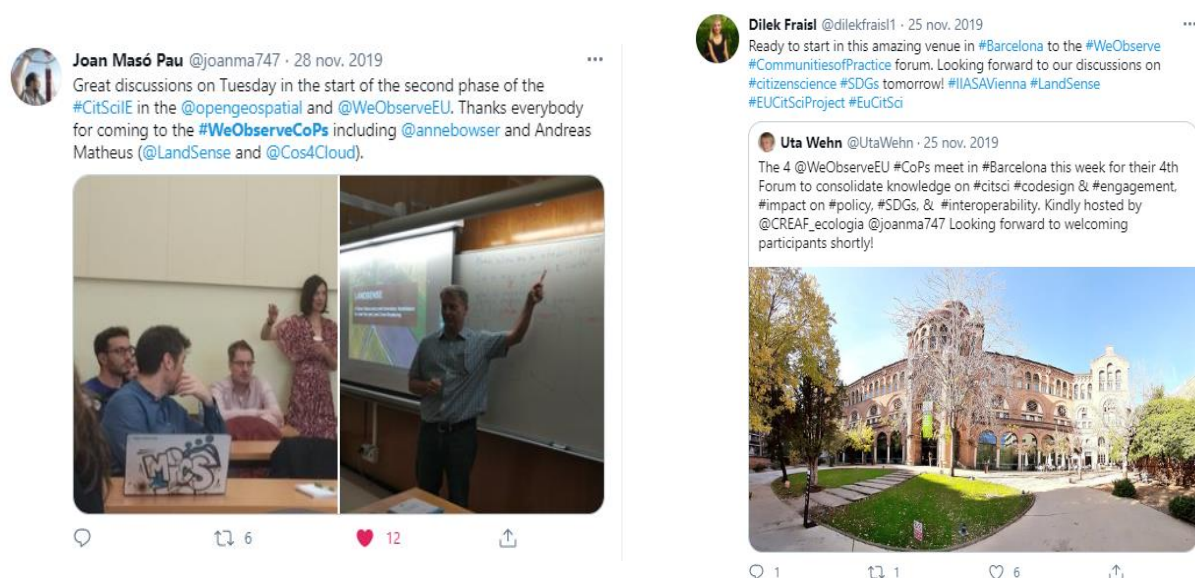 Joan Masó Pau @joanma747 · 28 nov. 2019
Great discussions on Tuesday in the start of the second phase of the
#CitSciIE in the @opengeospatial and @WeObserveEU. Thanks everybody
for coming to the #WeObserveCoPs including @annebowser and Andreas
Matheus (@LandSense and @Cos4Cloud).
LANDSENSE
MiCS
6
12
Dilek Fraisl @dilekfraisl1 · 25 nov. 2019
Ready to start in this amazing venue in #Barcelona to the #WeObserve
#CommunitiesofPractice forum. Looking forward to our discussions on
#citizenscience #SDGs tomorrow! #IIASAVienna #LandSense
#EUCitSciProject #EuCitSci
Uta Wehn @UtaWehn · 25 nov. 2019
The 4 @WeObserveEU #CoPs meet in #Barcelona this week for their 4th
Forum to consolidate knowledge on #citsci #codesign & #engagement,
#impact on #policy, #SDGs, & #interoperability. Kindly hosted by
@CREAF_ecologia @joanma747 Looking forward to welcoming
participants shortly!
1
1
6